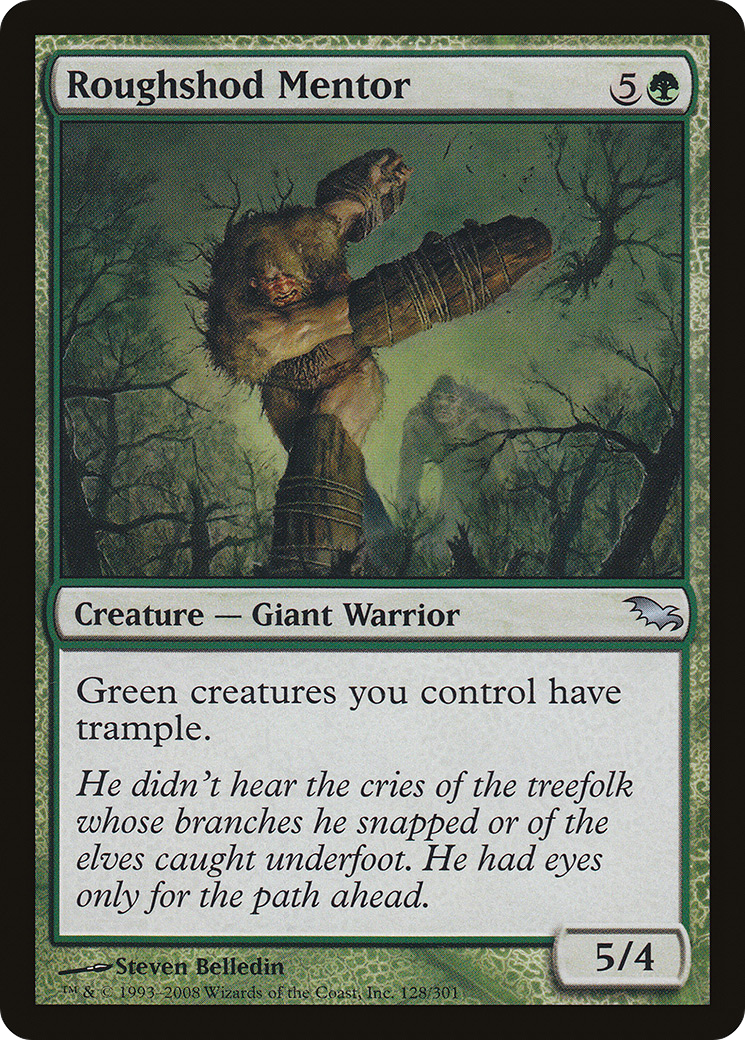 Roughshod Mentor 5
Creature — Giant Warrior
Green creatures you control have
trample.
He didn't hear the cries of the treefolk
whose branches he snapped or of the
elves caught underfoot. He had eyes
only for the path ahead.
5/4
Steven Belledin
™ & © 1993–2008 Wizards of the Coast, Inc. 128/301